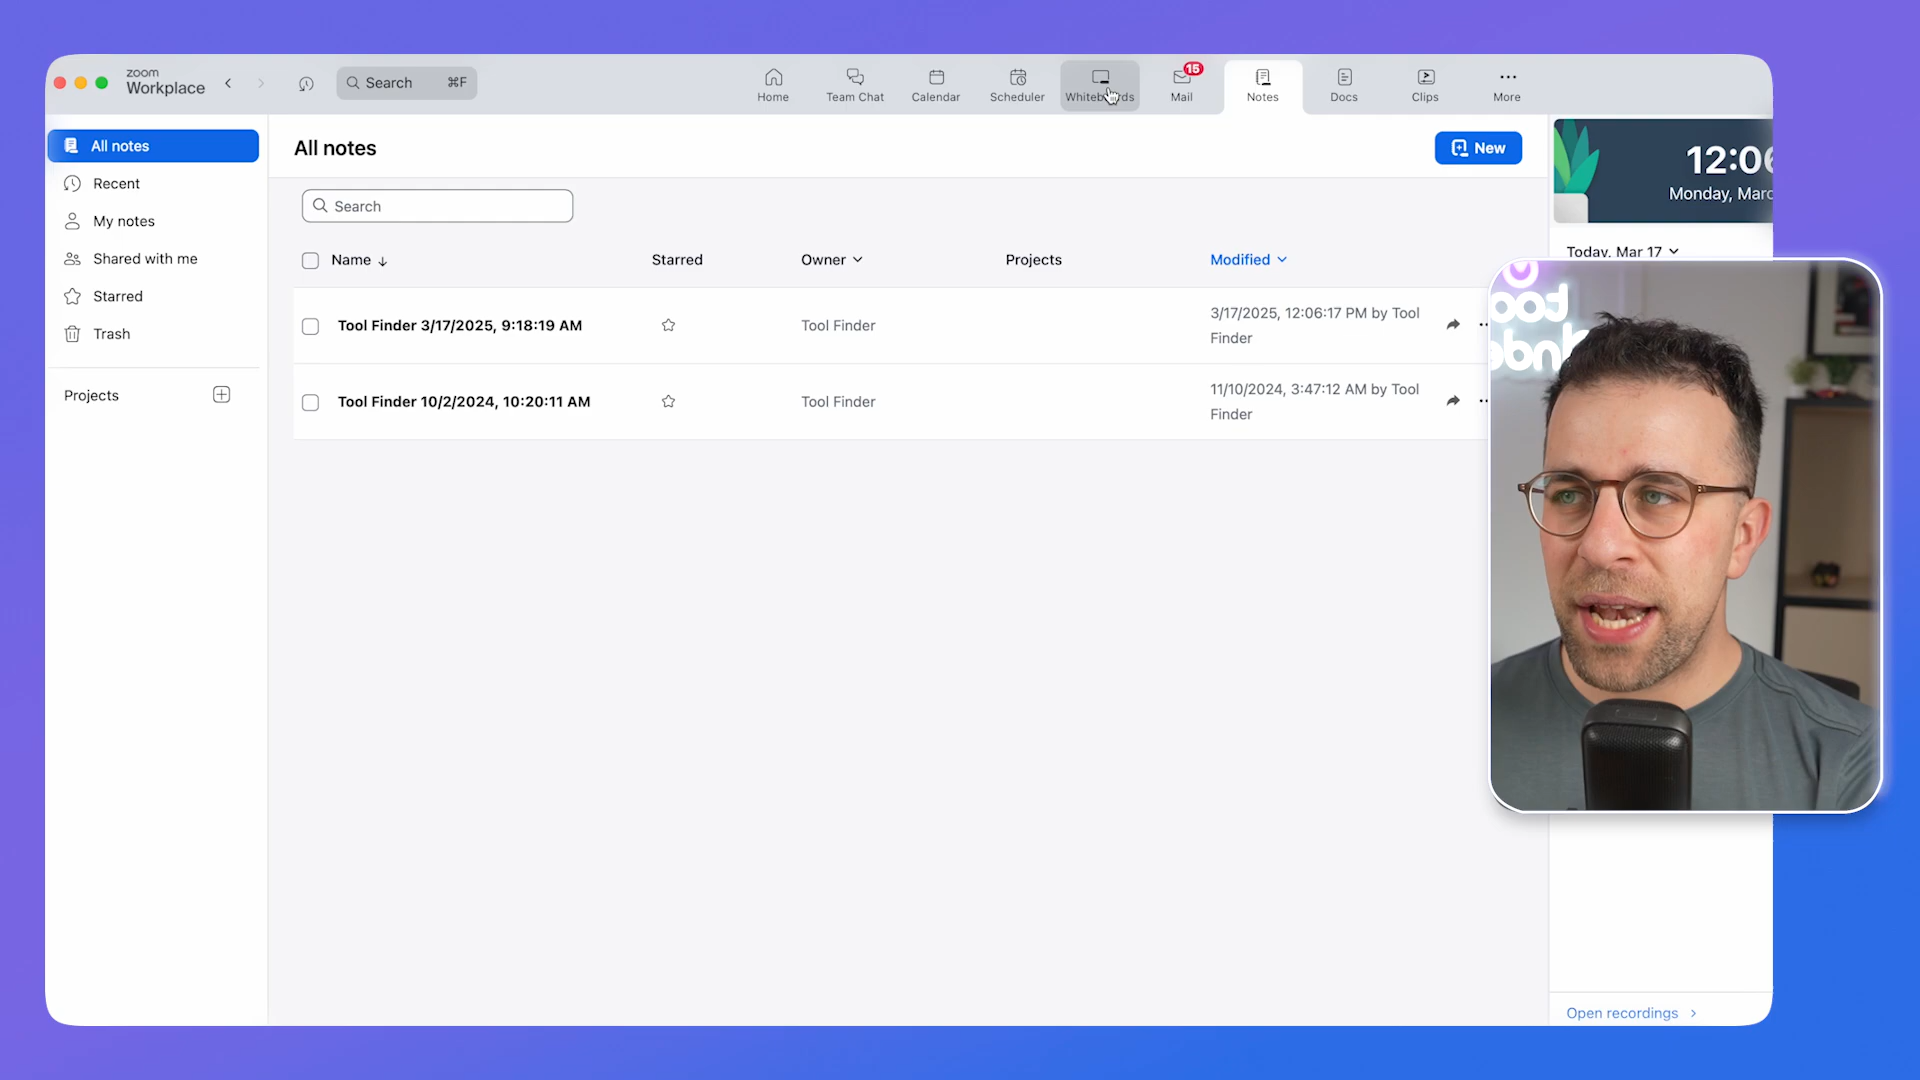 zoom
Workplace
Search ⌘F
Home
Team Chat
Calendar
Scheduler
Whiteboards
15
Mail
Notes
Docs
Clips
More
All notes
Recent
My notes
Shared with me
Starred
Trash
Projects
All notes
New
Search
Name Starred Owner Projects Modified
Tool Finder 3/17/2025, 9:18:19 AM
Tool Finder
3/17/2025, 12:06:17 PM by Tool
Finder
Tool Finder 10/2/2024, 10:20:11 AM
Tool Finder
11/10/2024, 3:47:12 AM by Tool
Finder
12:06
Monday, Marc
Today, Mar 17
Open recordings